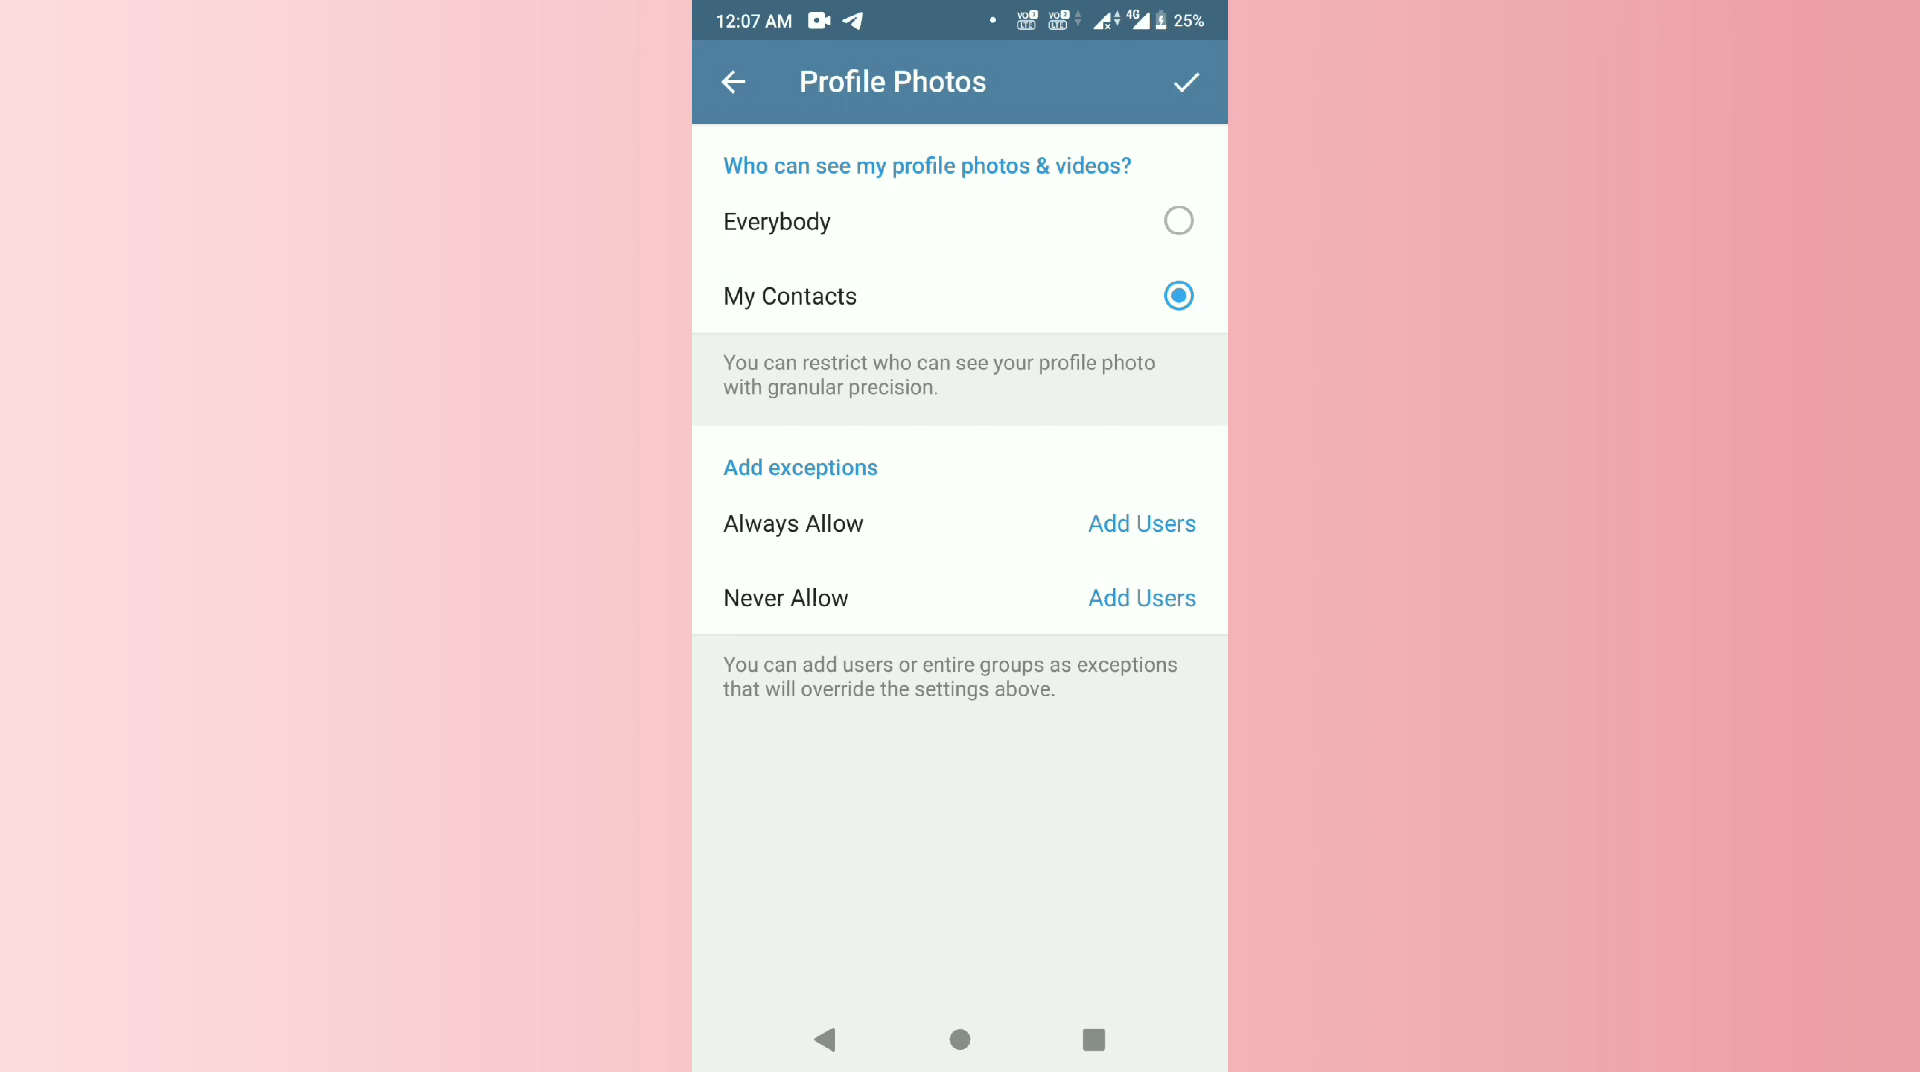 12:07 AM 4G 25%
Profile Photos
Who can see my profile photos & videos?
Everybody
My Contacts
You can restrict who can see your profile photo
with granular precision.
Add exceptions
Always Allow Add Users
Never Allow Add Users
You can add users or entire groups as exceptions
that will override the settings above.